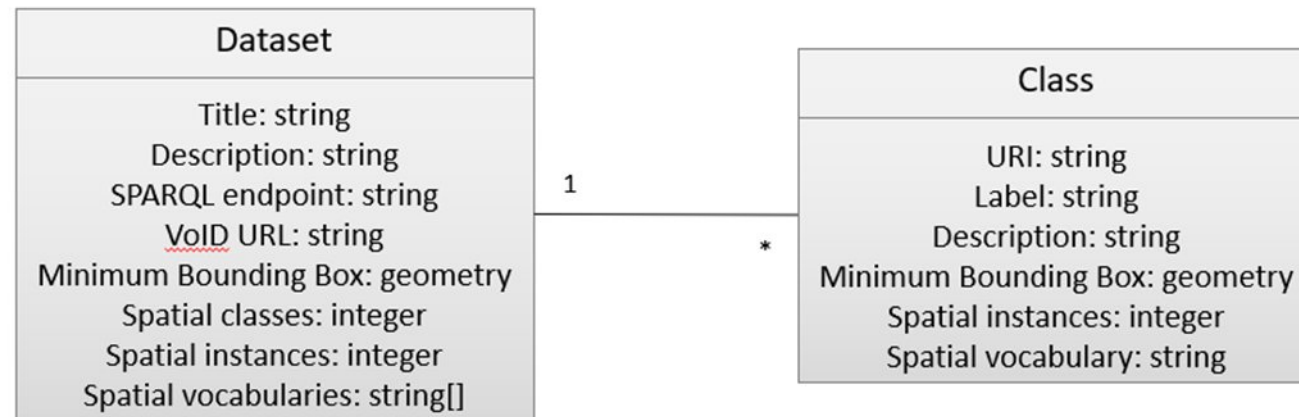 Dataset
Title: string
Description: string
SPARQL endpoint: string
VoID URL: string
Minimum Bounding Box: geometry
Spatial classes: integer
Spatial instances: integer
Spatial vocabularies: string[]
1
*
Class
URI: string
Label: string
Description: string
Minimum Bounding Box: geometry
Spatial instances: integer
Spatial vocabulary: string